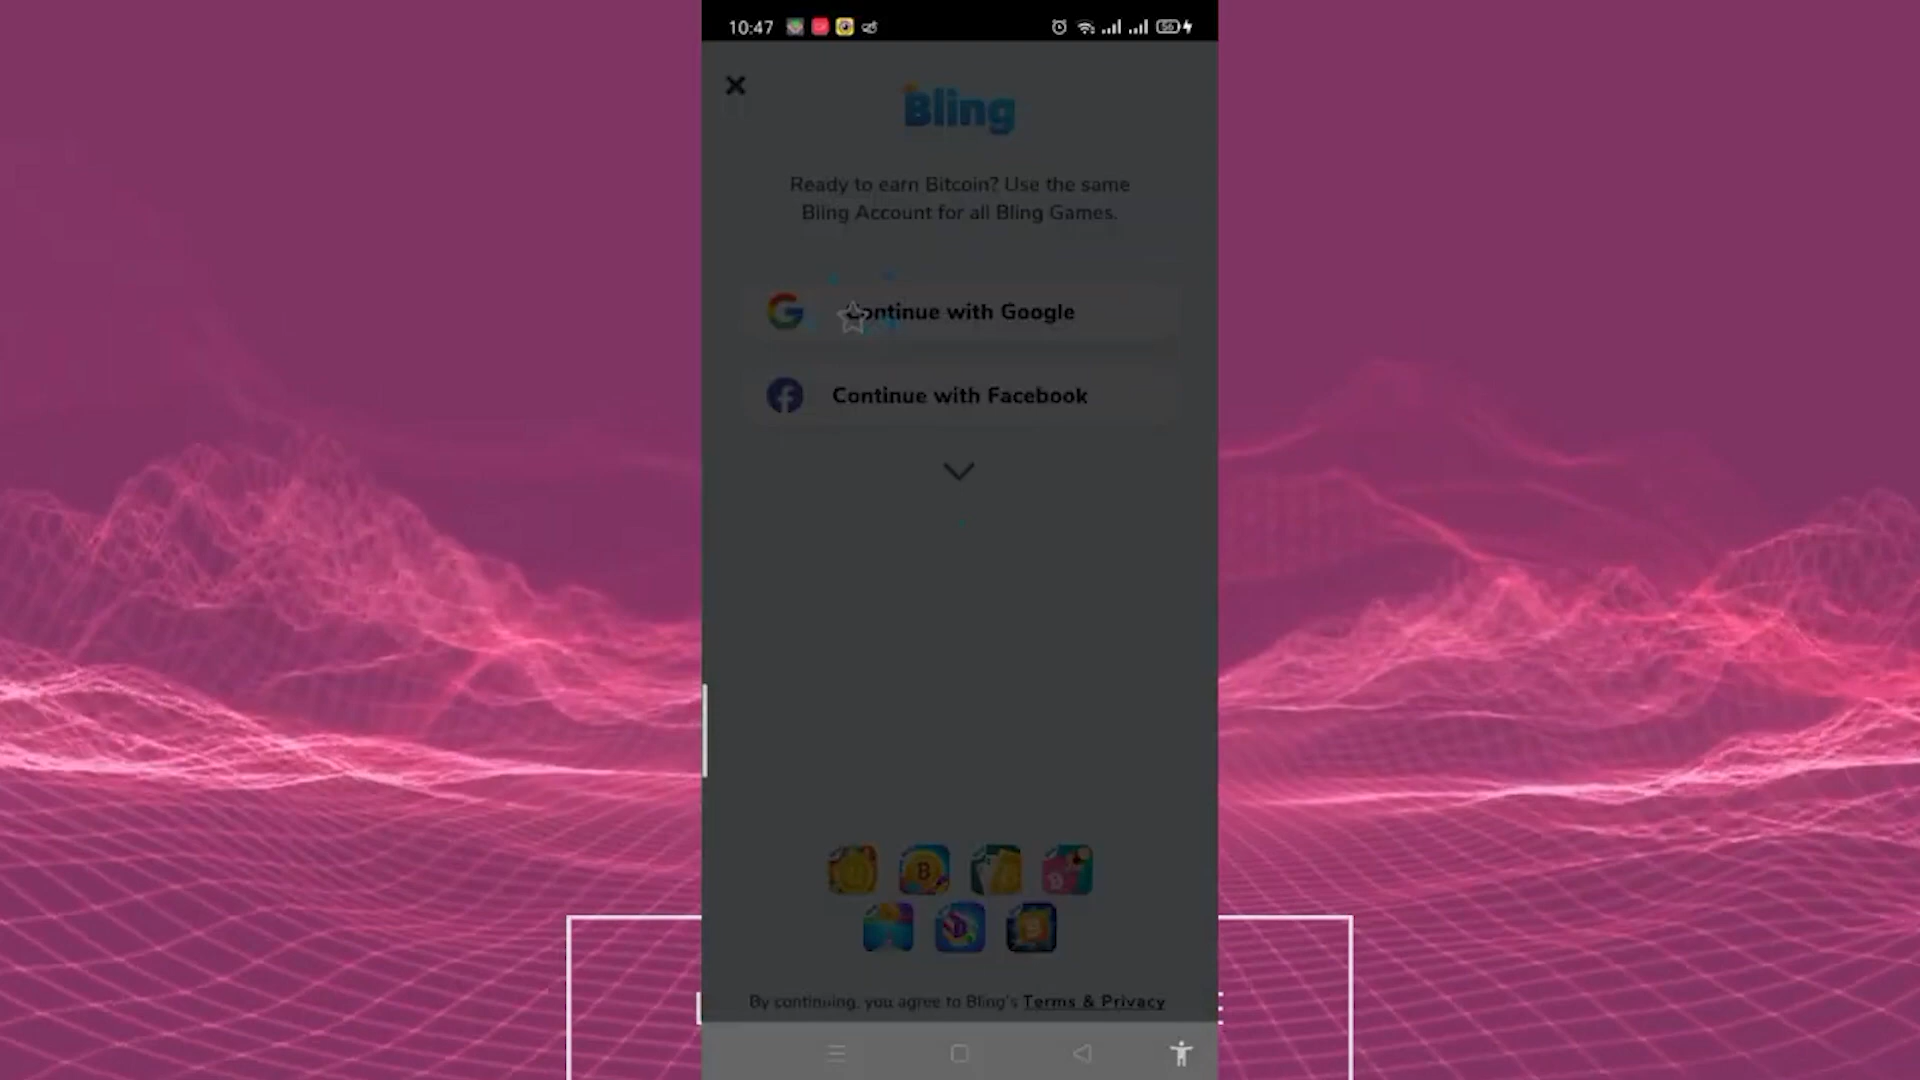 10:47
56
Bling
Ready to earn Bitcoin? Use the same
Bling Account for all Bling Games.
Continue with Google
Continue with Facebook
By continuing, you agree to Bling's Terms & Privacy